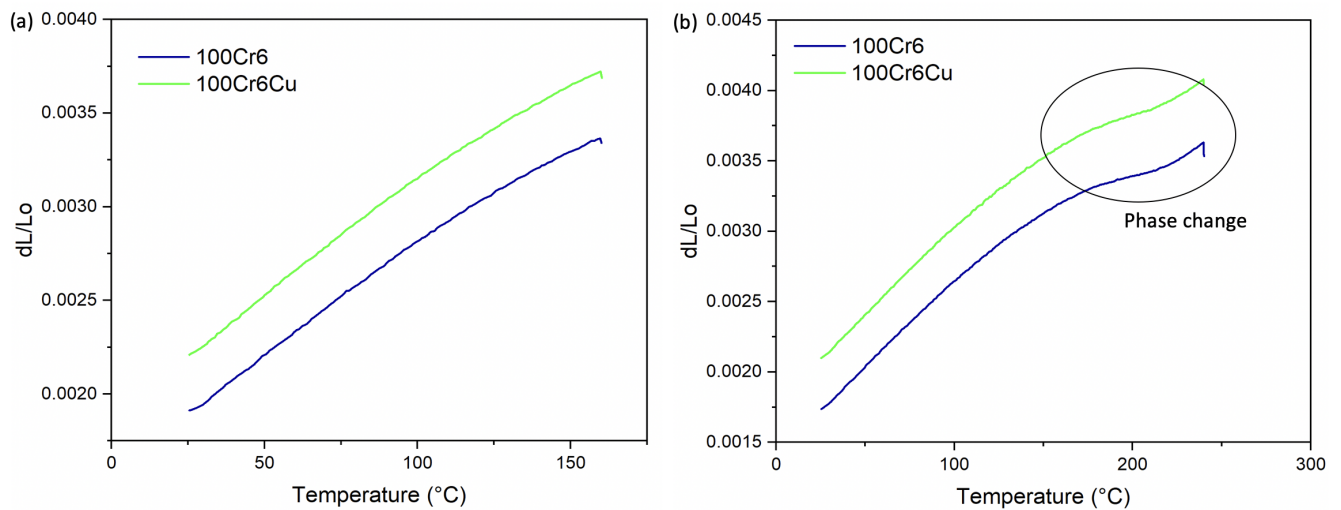 (a)
0.0040
0.0035
0.0030
0.0025
0.0020
dL/Lo
100Cr6
100Cr6Cu
0
50
100
150
Temperature (°C)
(b)
0.0045
0.0040
0.0035
0.0030
0.0025
0.0020
0.0015
dL/Lo
100Cr6
100Cr6Cu
Phase change
0
100
200
300
Temperature (°C)